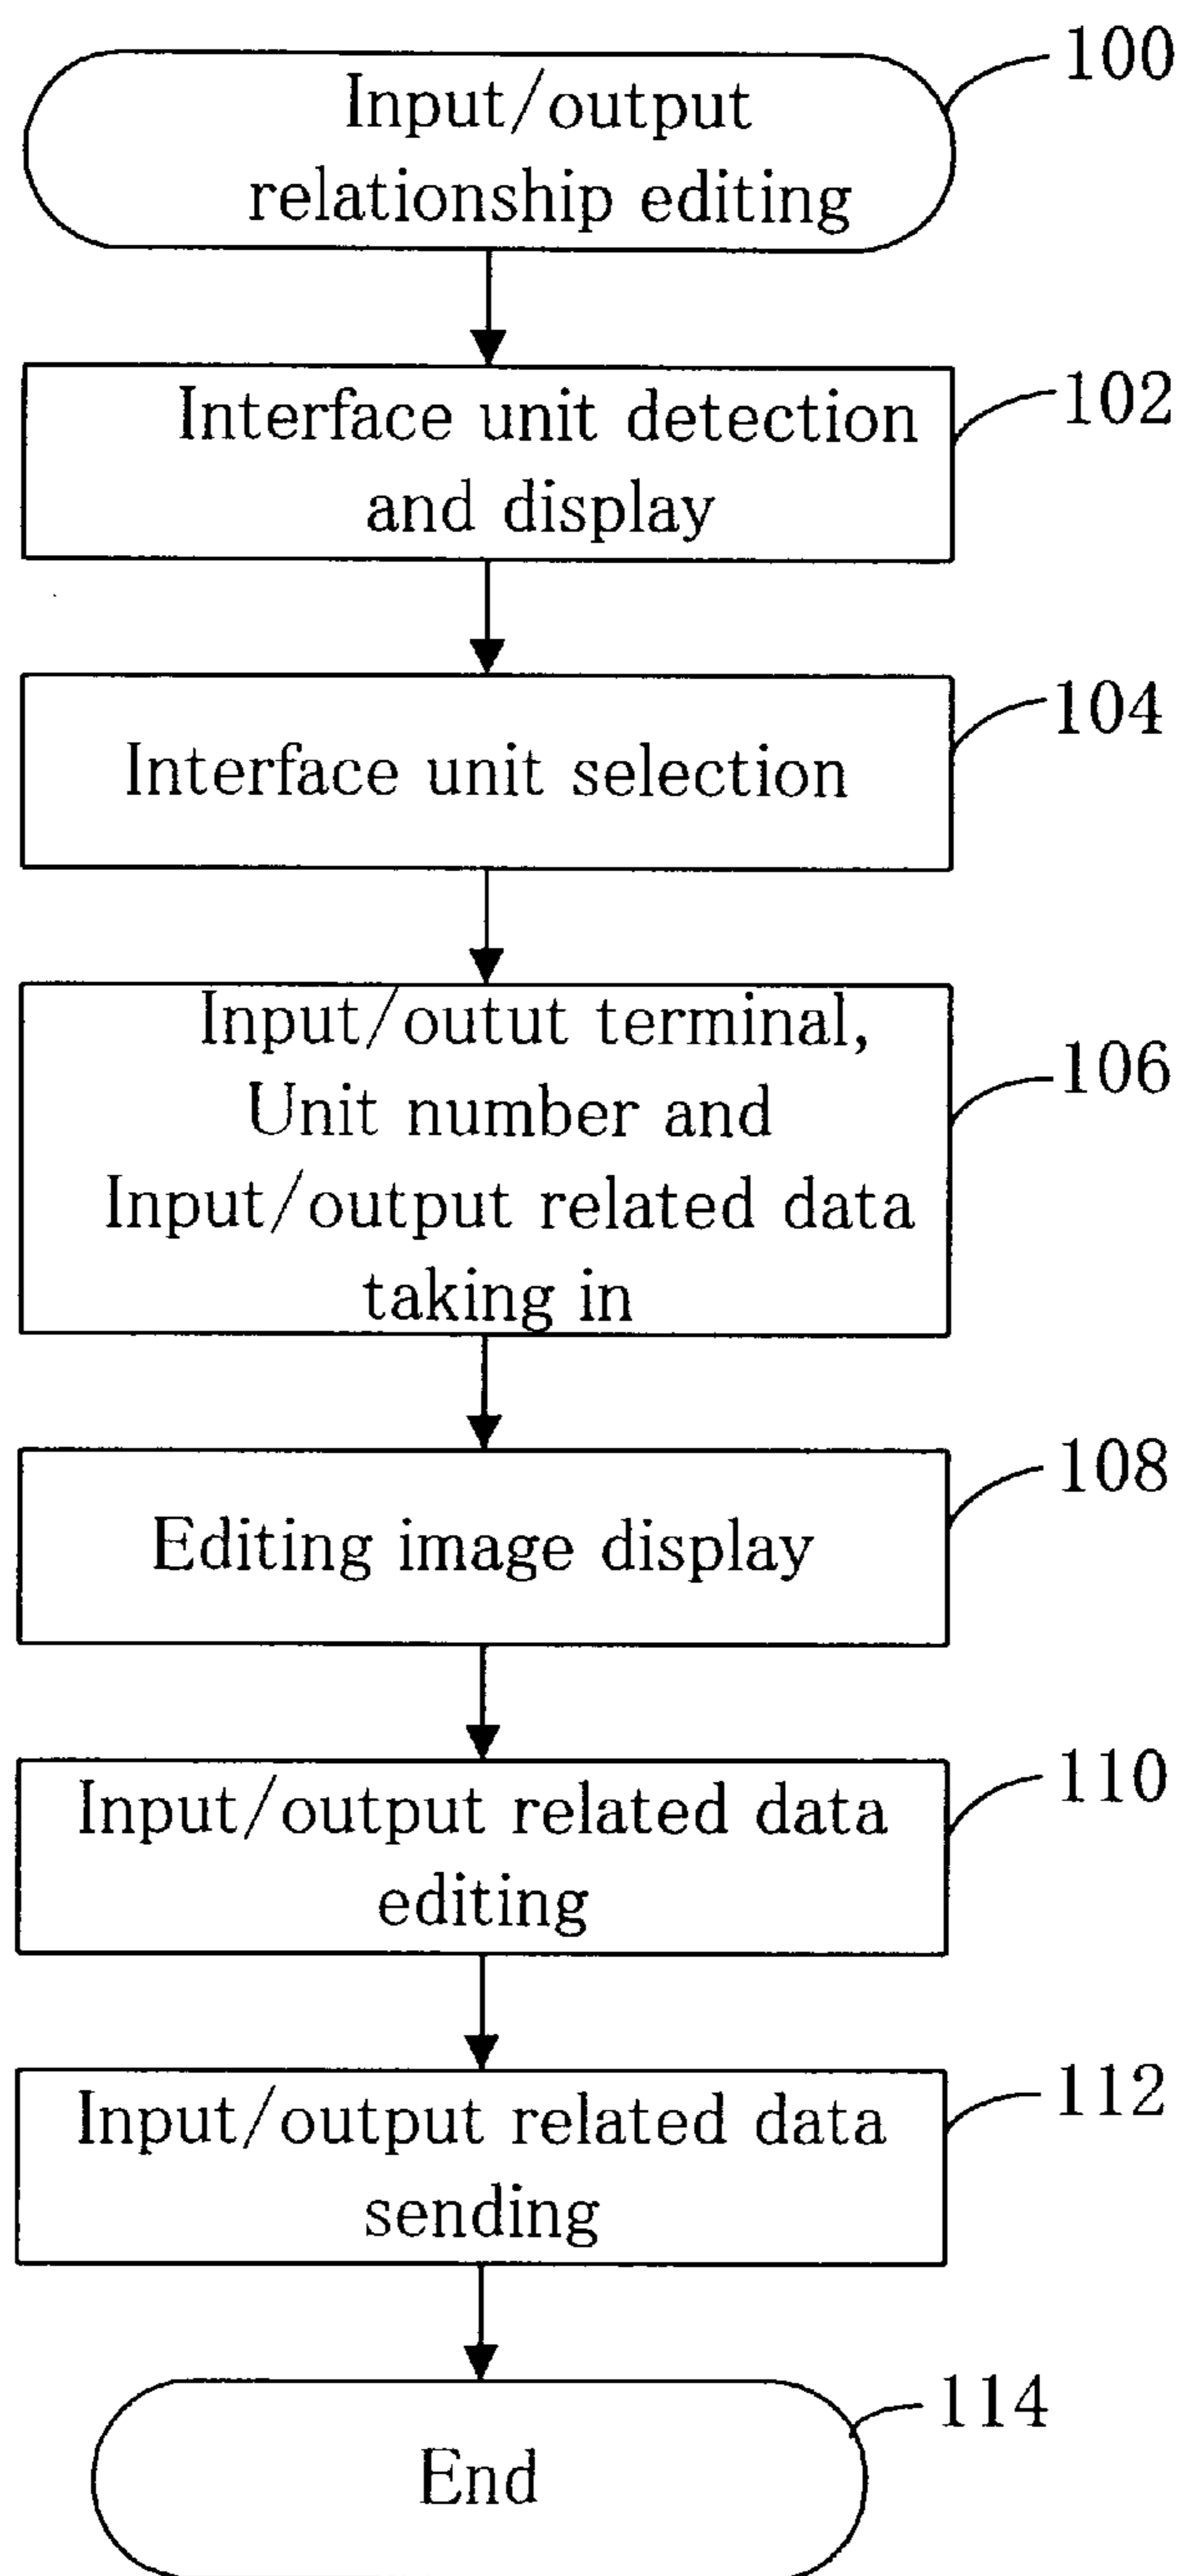 100
Input/output
relationship editing
102
Interface unit detection
and display
104
Interface unit selection
106
Input/outut terminal,
Unit number and
Input/output related data
taking in
108
Editing image display
110
Input/output related data
editing
112
Input/output related data
sending
114
End